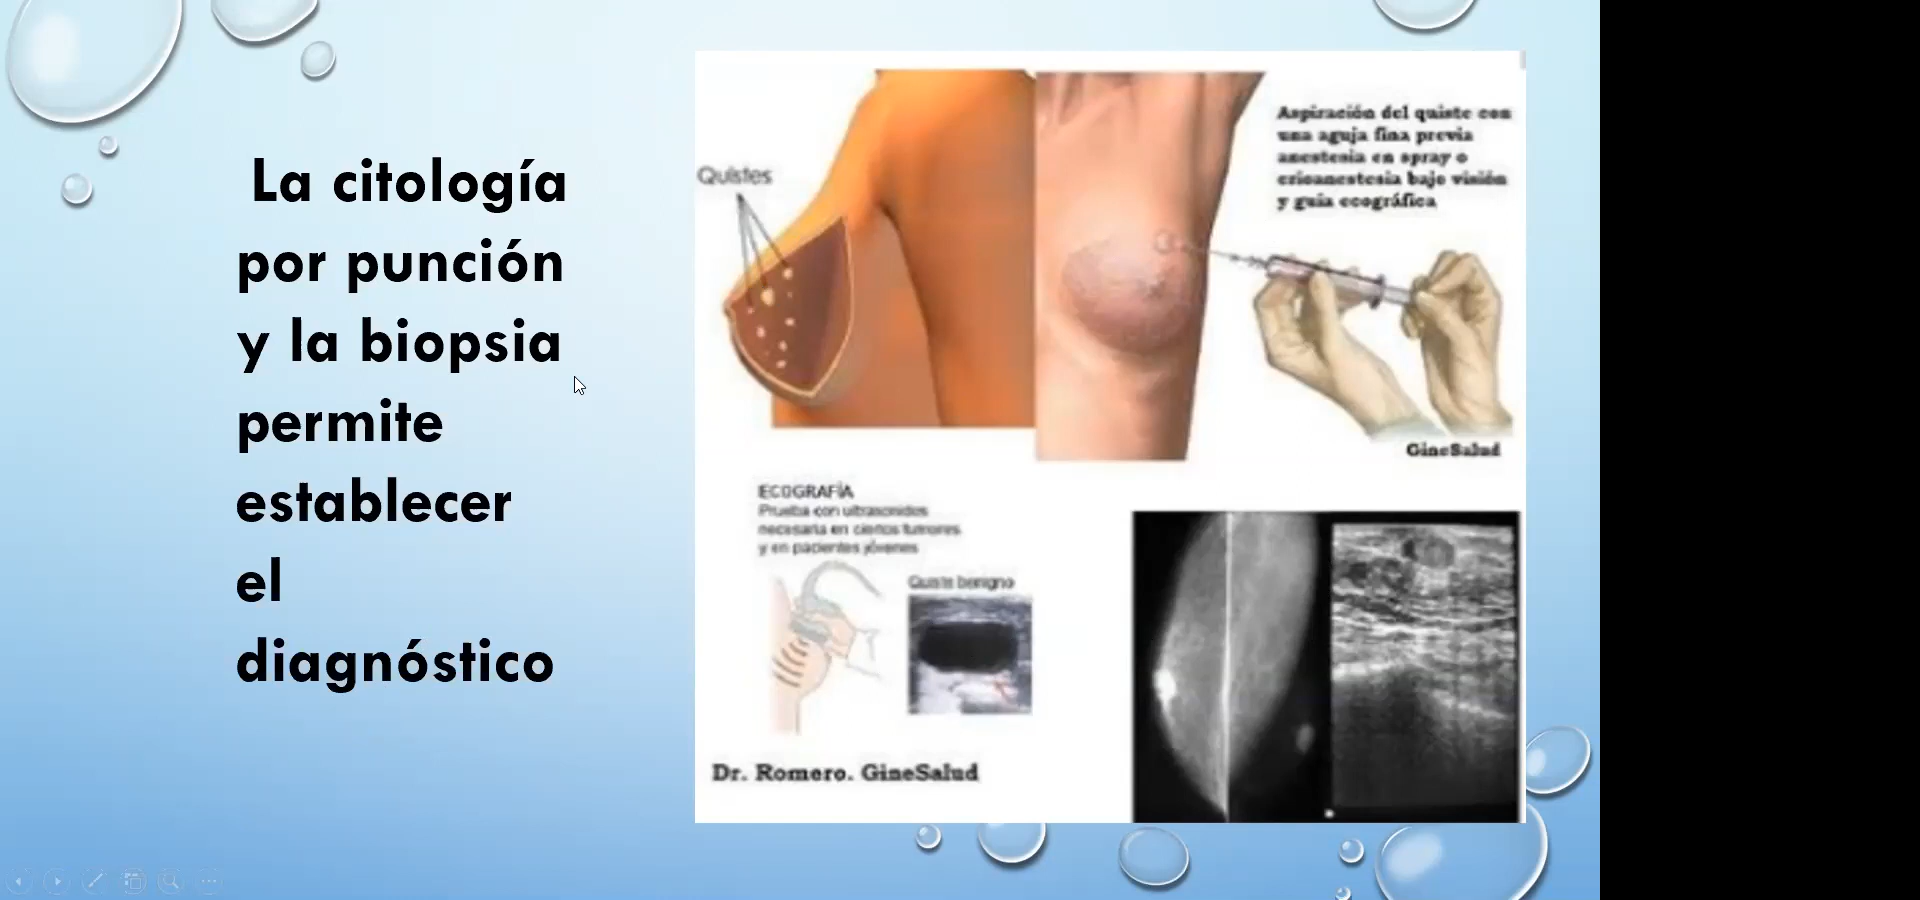 La citología
por punción
y la biopsia
permite
establecer
el
diagnóstico
Quistes
Aspiración del quiste con
una aguja fina previa
anestesia en spray o
crioanestesia bajo visión
y guía ecográfica
GineSalud
ECOGRAFÍA
Prueba con ultrasonidos
necesaria en ciertos tumores
y en pacientes jóvenes
Quiste benigno
Dr. Romero. GineSalud